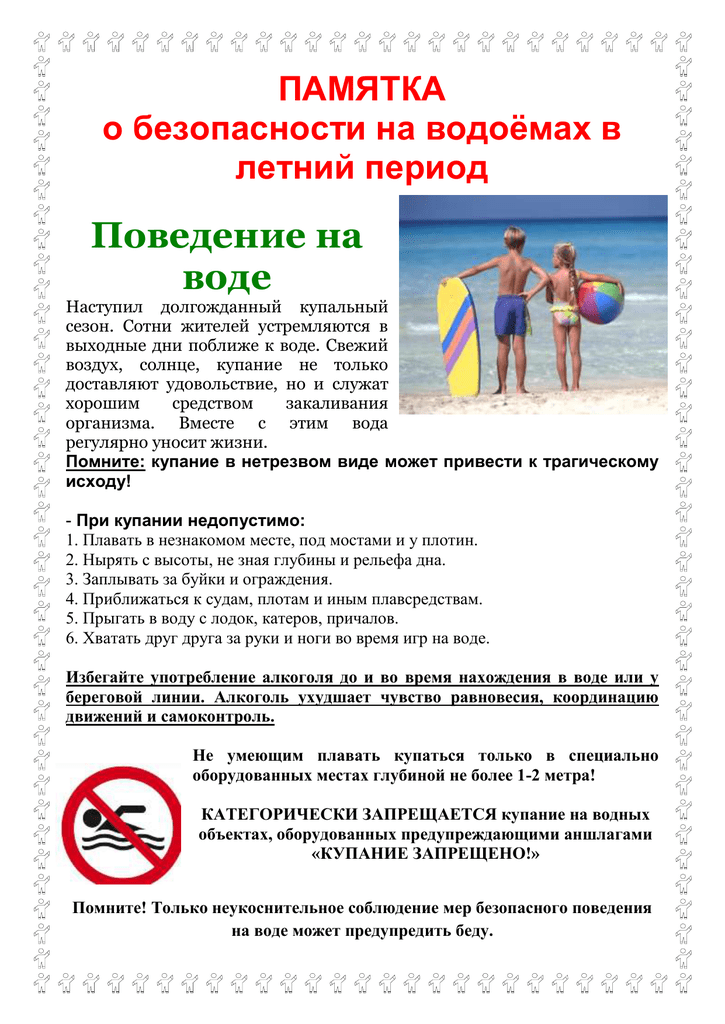 ПАМЯТКА
о безопасности на водоёмах в
летний период
Поведение на
воде
Наступил долгожданный купальный
сезон. Сотни жителей устремляются в
выходные дни поближе к воде. Свежий
воздух, солнце, купание не только
доставляют удовольствие, но и служат
хорошим средством закаливания
организма. Вместе с этим вода
регулярно уносит жизни.
Помните: купание в нетрезвом виде может привести к трагическому
исходу!
- При купании недопустимо:
1. Плавать в незнакомом месте, под мостами и у плотин.
2. Нырять с высоты, не зная глубины и рельефа дна.
3. Заплывать за буйки и ограждения.
4. Приближаться к судам, плотам и иным плавсредствам.
5. Прыгать в воду с лодок, катеров, причалов.
6. Хватать друг друга за руки и ноги во время игр на воде.
Избегайте употребление алкоголя до и во время нахождения в воде или у
береговой линии. Алкоголь ухудшает чувство равновесия, координацию
движений и самоконтроль.
Не умеющим плавать купаться только в специально
оборудованных местах глубиной не более 1-2 метра!
КАТЕГОРИЧЕСКИ ЗАПРЕЩАЕТСЯ купание на водных
объектах, оборудованных предупреждающими аншлагами
«КУПАНИЕ ЗАПРЕЩЕНО!»
Помните! Только неукоснительное соблюдение мер безопасного поведения
на воде может предупредить беду.